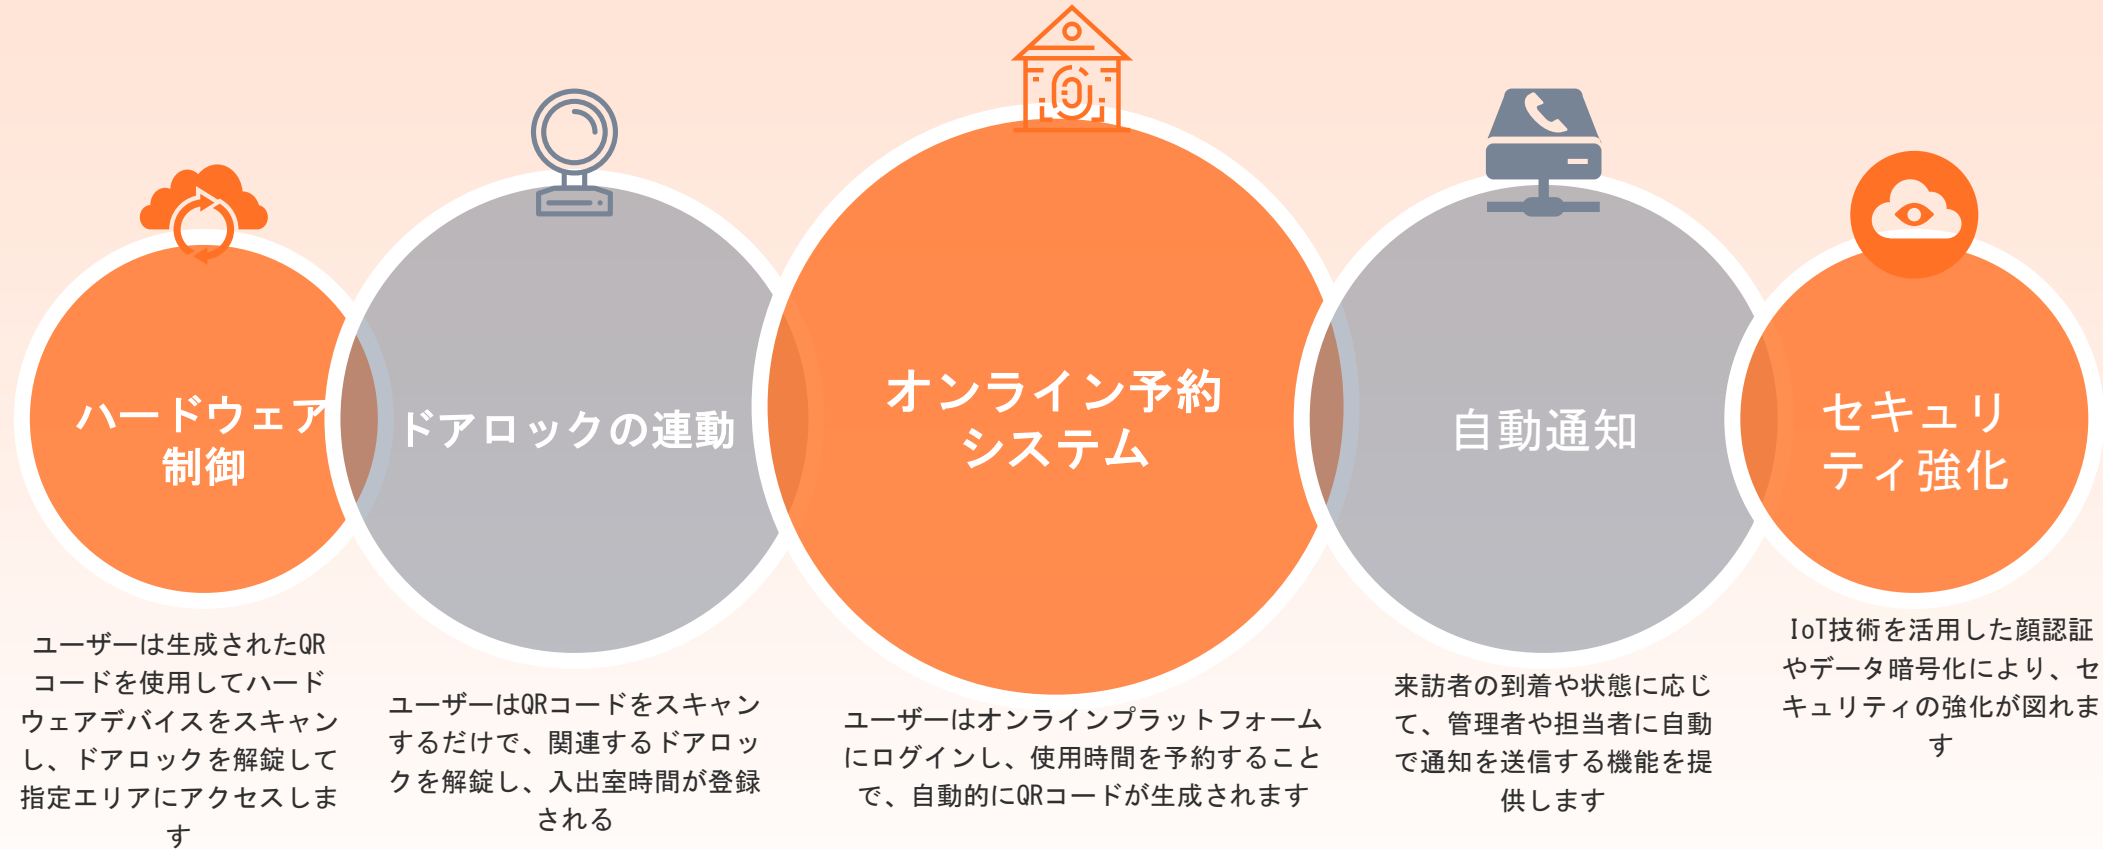 ハードウェア
制御
ドアロックの連動
オンライン予約
システム
自動通知
セキュリ
ティ強化
ユーザーは生成されたQR
コードを使用してハード
ウェアデバイスをスキャン
し、ドアロックを解錠して
指定エリアにアクセスしま
す
ユーザーはQRコードをスキャン
するだけで、関連するドアロッ
クを解錠し、入出室時間が登録
される
ユーザーはオンラインプラットフォーム
にログインし、使用時間を予約すること
で、自動的にQRコードが生成されます
来訪者の到着や状態に応じ
て、管理者や担当者に自動
で通知を送信する機能を提
供します
IoT技術を活用した顔認証
やデータ暗号化により、セ
キュリティの強化が図れま
す